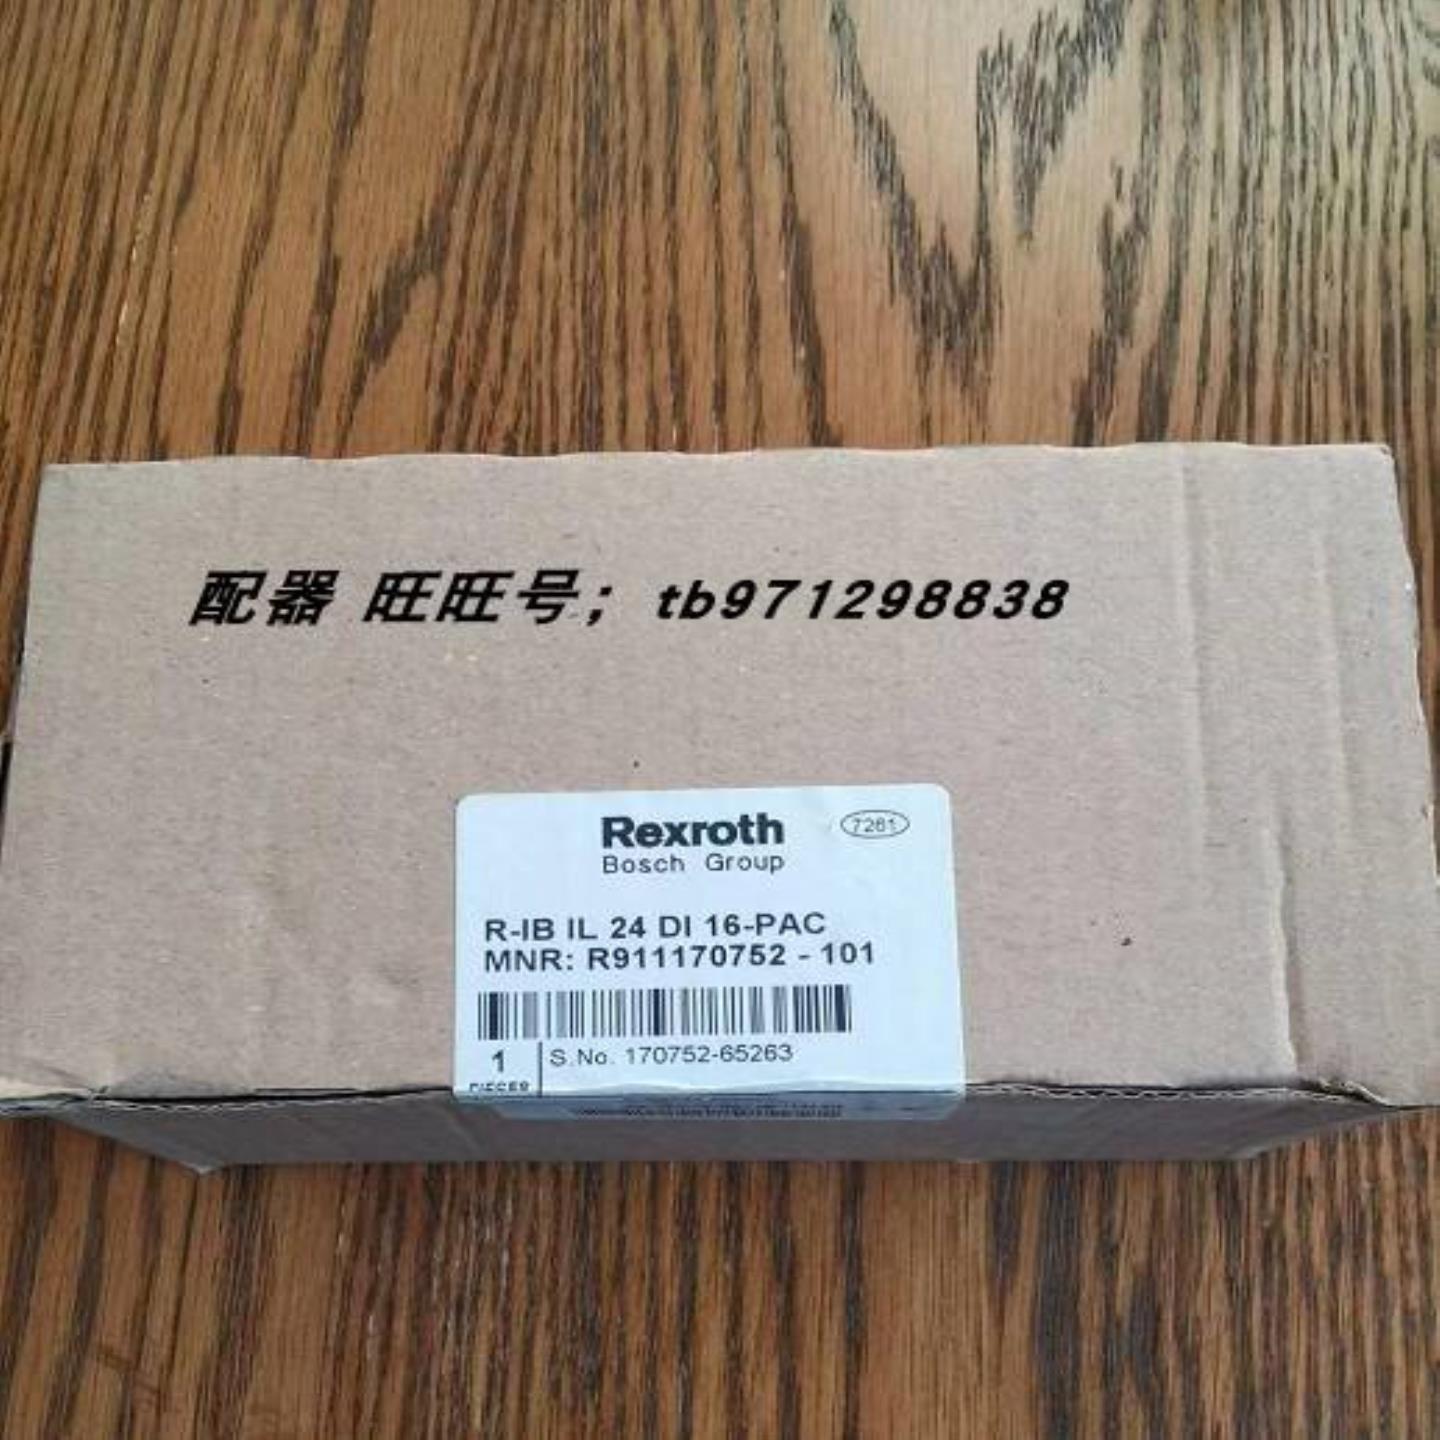 配器 旺旺号; tb971298838
Rexroth
7261
Bosch Group
R-IB IL 24 DI 16-PAC
MNR: R911170752 - 101
1
S.No. 170752-65263
PIECES